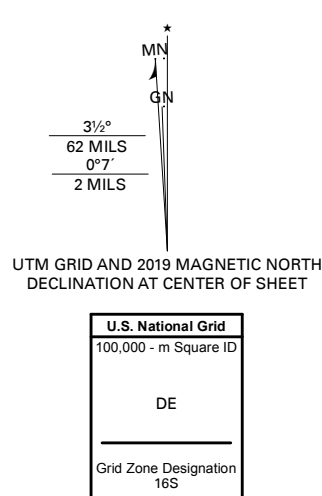 MN
GN
3½°
62 MILS
0°7´
2 MILS
UTM GRID AND 2019 MAGNETIC NORTH
DECLINATION AT CENTER OF SHEET
U.S. National Grid
100,000 - m Square ID
DE
Grid Zone Designation
16S